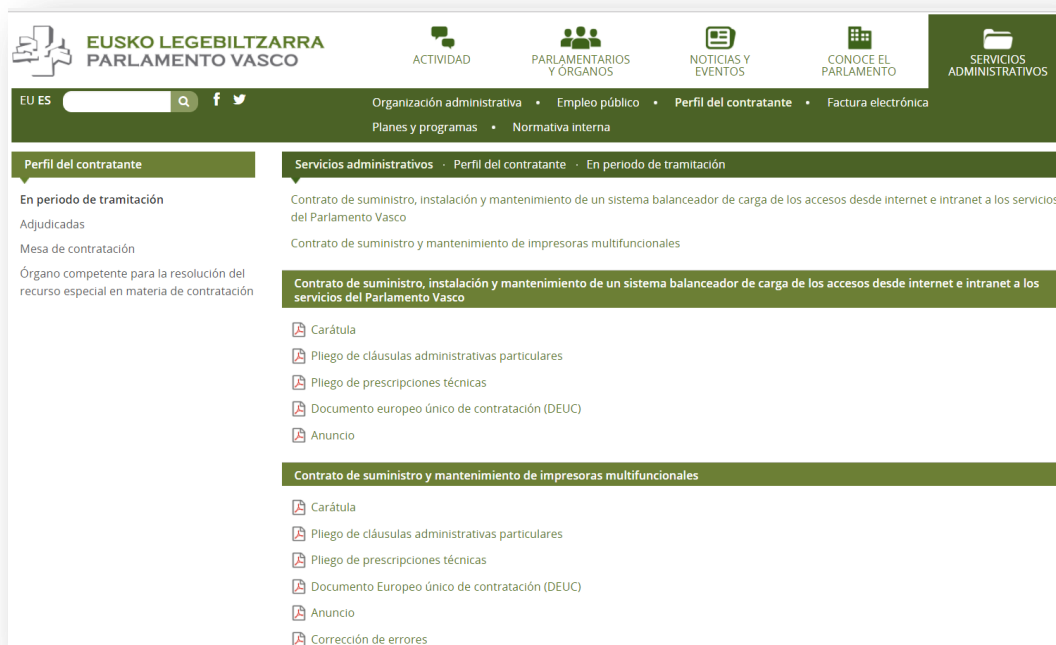 EUSKO LEGEBILTZARRA
PARLAMENTO VASCO
ACTIVIDAD
PARLAMENTARIOS
Y ÓRGANOS
NOTICIAS Y
EVENTOS
CONOCE EL
PARLAMENTO
SERVICIOS
ADMINISTRATIVOS
EU ES
Organización administrativa • Empleo público • Perfil del contratante • Factura electrónica
Planes y programas • Normativa interna
Perfil del contratante
En periodo de tramitación
Adjudicadas
Mesa de contratación
Órgano competente para la resolución del
recurso especial en materia de contratación
Servicios administrativos · Perfil del contratante · En periodo de tramitación
Contrato de suministro, instalación y mantenimiento de un sistema balanceador de carga de los accesos desde internet e intranet a los servicios
del Parlamento Vasco
Contrato de suministro y mantenimiento de impresoras multifuncionales
Contrato de suministro, instalación y mantenimiento de un sistema balanceador de carga de los accesos desde internet e intranet a los
servicios del Parlamento Vasco
Carátula
Pliego de cláusulas administrativas particulares
Pliego de prescripciones técnicas
Documento europeo único de contratación (DEUC)
Anuncio
Contrato de suministro y mantenimiento de impresoras multifuncionales
Carátula
Pliego de cláusulas administrativas particulares
Pliego de prescripciones técnicas
Documento Europeo único de contratación (DEUC)
Anuncio
Corrección de errores